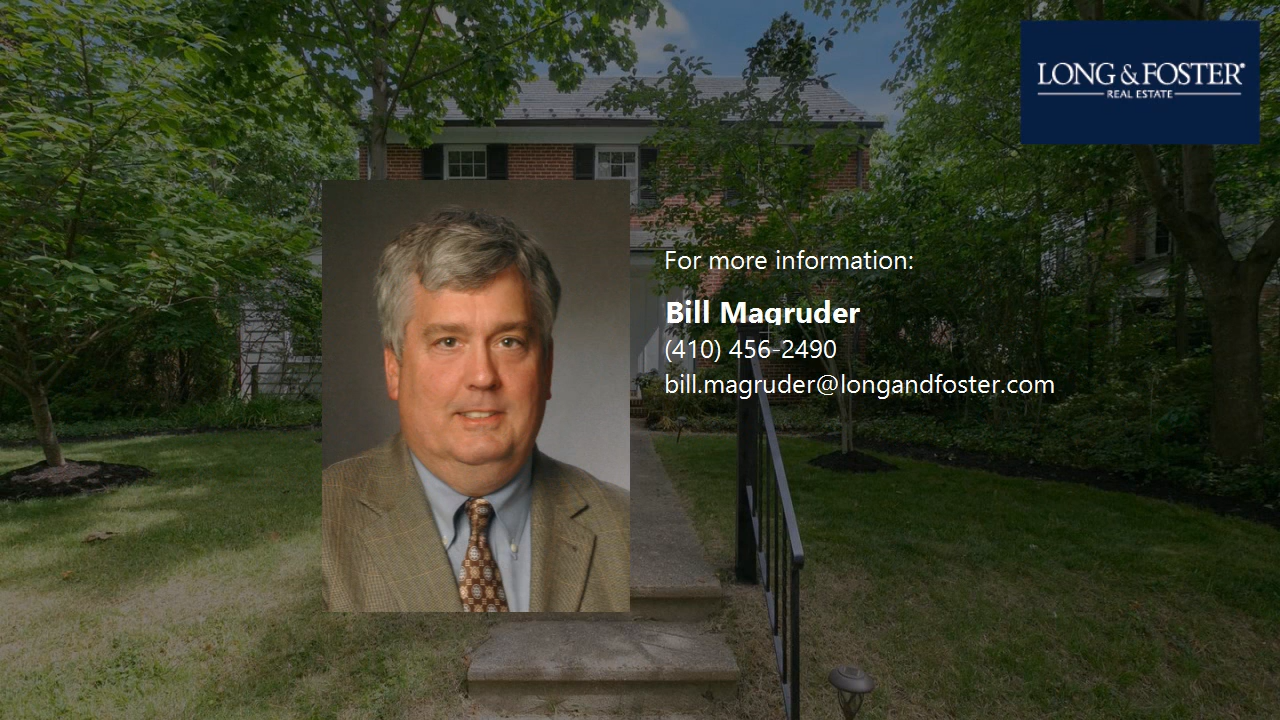 LONG & FOSTER®
REAL ESTATE
For more information:
Bill Magruder
(410) 456-2490
bill.magruder@longandfoster.com